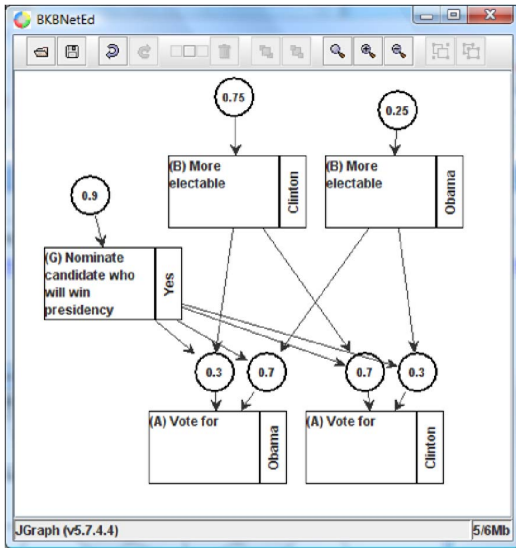 BKBNetEd
0.75
0.25
0.9
(B) More
electable
Clinton
(B) More
electable
Obama
(G) Nominate
candidate who
will win
presidency
Yes
0.3
0.7
0.7
0.3
(A) Vote for
Obama
(A) Vote for
Clinton
JGraph (v5.7.4.4)
5/6Mb